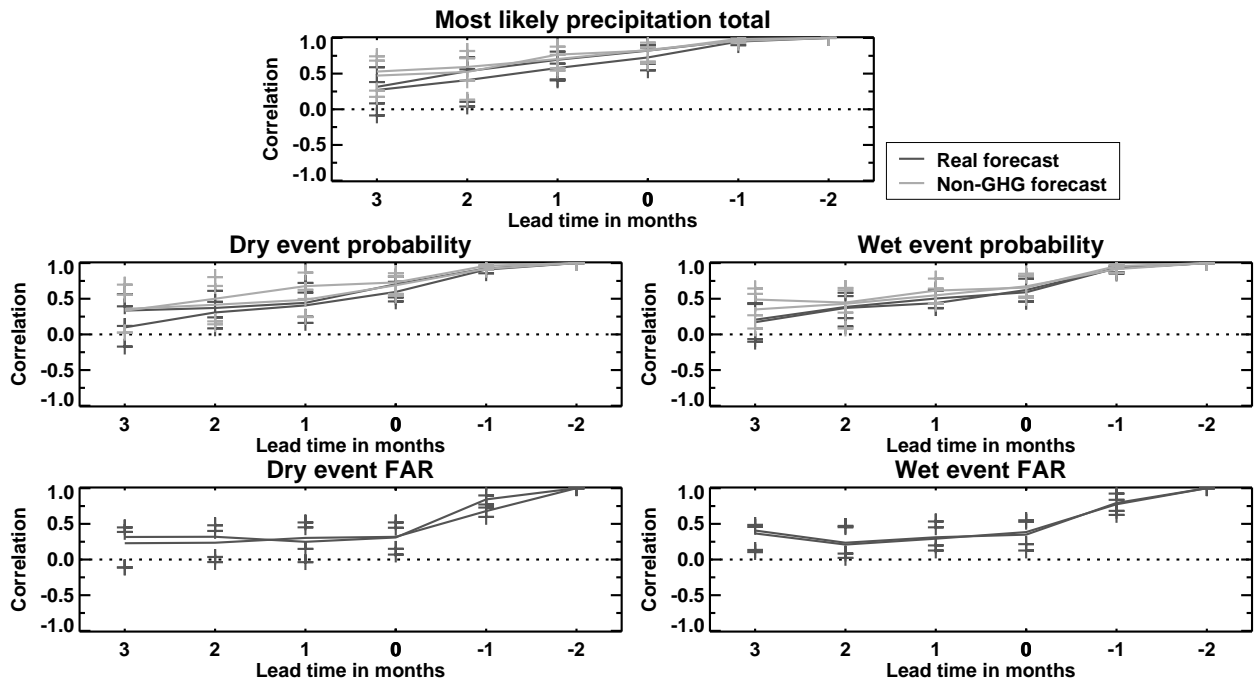 Most likely precipitation total
1.0
0.5
0.0
-0.5
-1.0
Correlation
3 2 1 0 -1 -2
Lead time in months
Real forecast
Non-GHG forecast
Dry event probability
1.0
0.5
0.0
-0.5
-1.0
Correlation
3 2 1 0 -1 -2
Lead time in months
Wet event probability
1.0
0.5
0.0
-0.5
-1.0
Correlation
3 2 1 0 -1 -2
Lead time in months
Dry event FAR
1.0
0.5
0.0
-0.5
-1.0
Correlation
3 2 1 0 -1 -2
Lead time in months
Wet event FAR
1.0
0.5
0.0
-0.5
-1.0
Correlation
3 2 1 0 -1 -2
Lead time in months